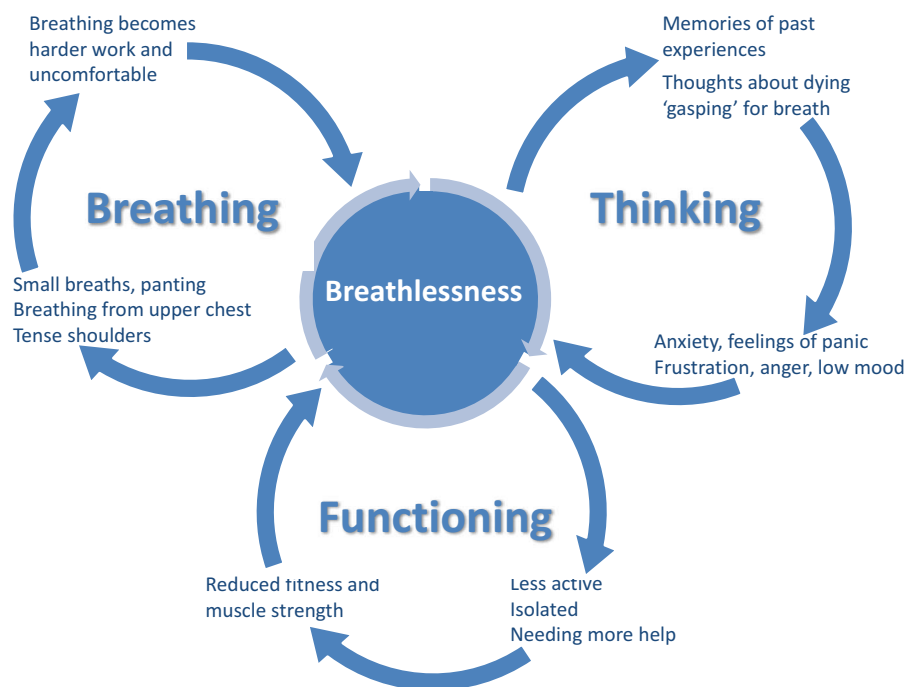 Breathing becomes
harder work and
uncomfortable
Breathing
Small breaths, panting
Breathing from upper chest
Tense shoulders
Memories of past
experiences
Thoughts about dying
‘gasping’ for breath
Thinking
Anxiety, feelings of panic
Frustration, anger, low mood
Breathlessness
Functioning
Less active
Isolated
Needing more help
Reduced fitness and
muscle strength